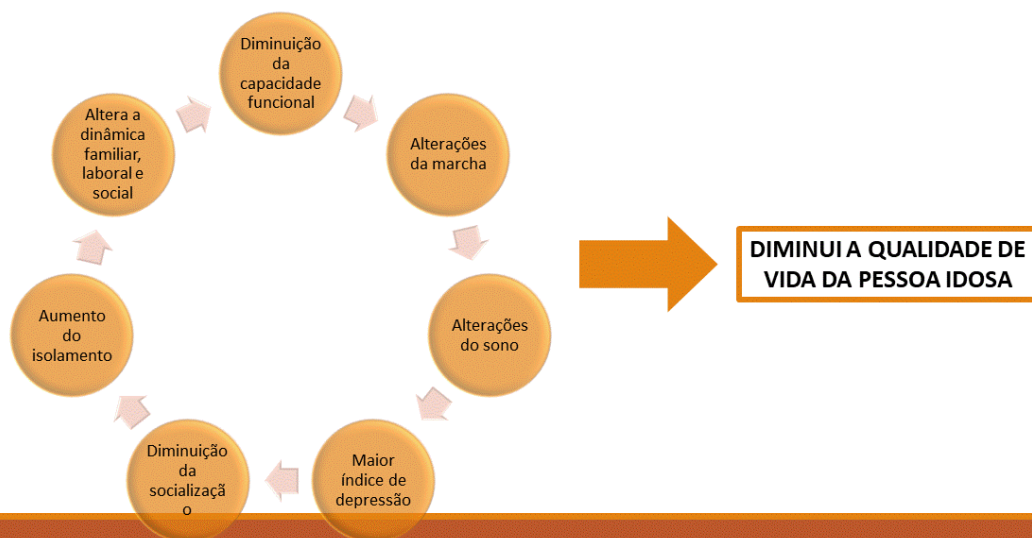 Diminuição
da
capacidade
funcional
Alterações
da marcha
Alterações
do sono
Maior
índice de
depressão
Diminuição
da
socializaçã
o
Aumento
do
isolamento
Altera a
dinâmica
familiar,
laboral e
social
DIMINUI A QUALIDADE DE
VIDA DA PESSOA IDOSA